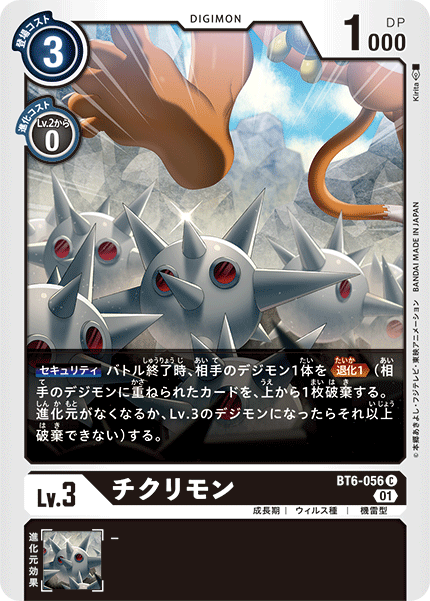 登場コスト
3
DIGIMON
DP
1000
進化コスト
Lv.2から
0
Kirita
セキュリティ バトル終了時、相手のデジモン1体を 退化1 (相
手のデジモンに重ねられたカードを、上から1枚破棄する。
進化元がなくなるか、Lv.3のデジモンになったらそれ以上
破棄できない)する。
©本郷あきよし・フジテレビ・東映アニメーション BANDAI MADE IN JAPAN
Lv.3
チクリモン
BT6-056 C
01
成長期 | ウィルス種 | 機雷型
進化元効果
-